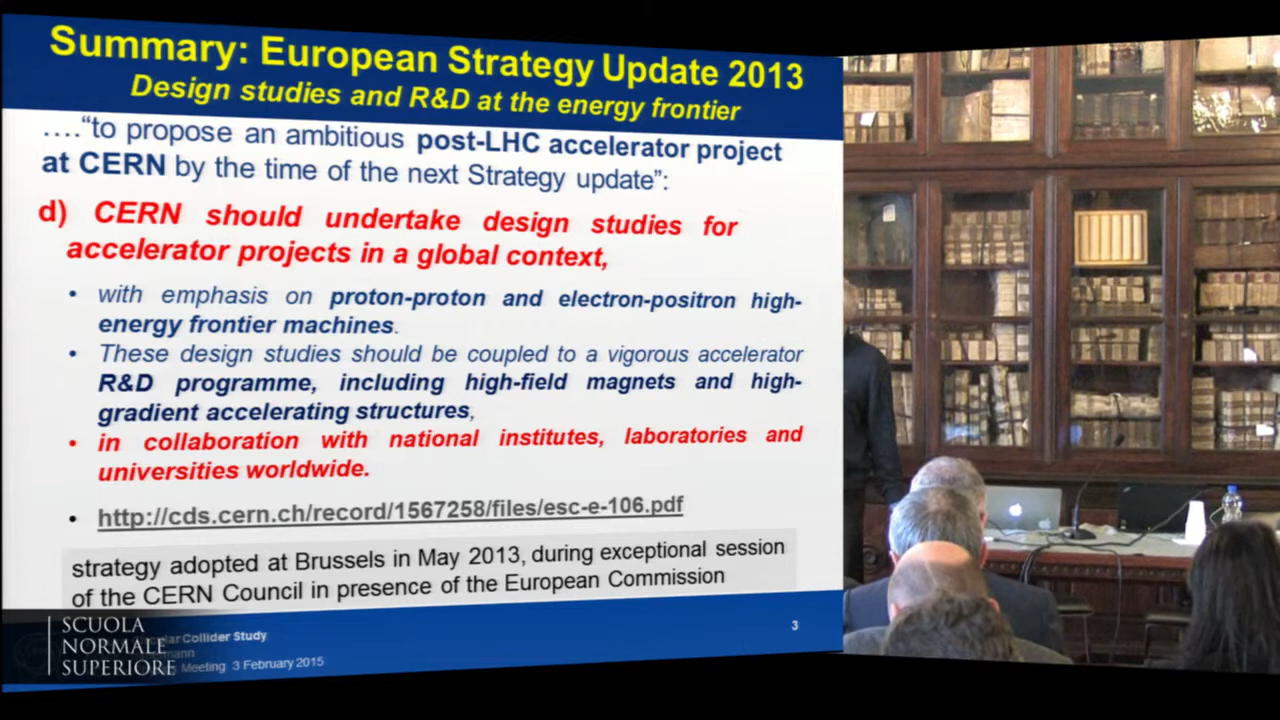 Summary: European Strategy Update 2013
Design studies and R&D at the energy frontier
...."to propose an ambitious post-LHC accelerator project
at CERN by the time of the next Strategy update":
d) CERN should undertake design studies for
accelerator projects in a global context,
• with emphasis on proton-proton and electron-positron high-
energy frontier machines.
• These design studies should be coupled to a vigorous accelerator
R&D programme, including high-field magnets and high-
gradient accelerating structures,
• in collaboration with national institutes, laboratories and
universities worldwide.
• http://cds.cern.ch/record/1567258/files/esc-e-106.pdf
strategy adopted at Brussels in May 2013, during exceptional session
of the CERN Council in presence of the European Commission
SCUOLA
NORMALE
SUPERIORE
Collider Study
Meeting 3 February 2015
3